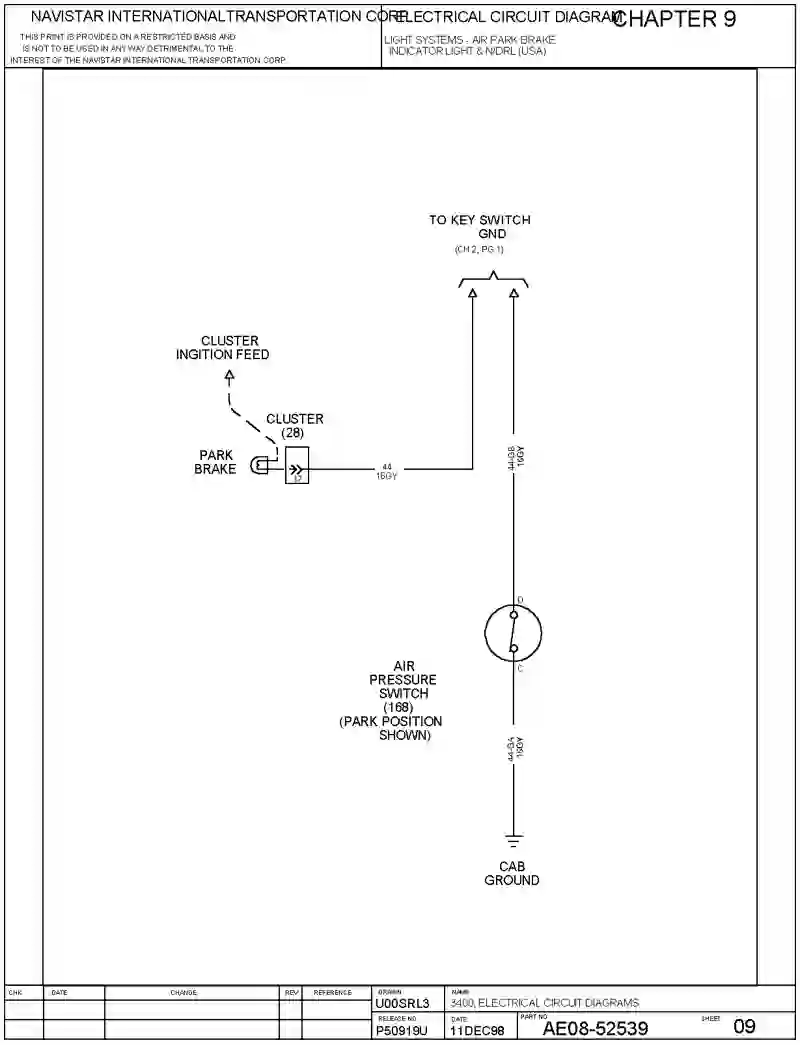 NAVISTAR INTERNATIONAL TRANSPORTATION CORP.
THIS PRINT IS PROVIDED ON A RESTRICTED BASIS AND
IS NOT TO BE USED IN ANY WAY DETRIMENTAL TO THE
INTEREST OF THE NAVISTAR INTERNATIONAL TRANSPORTATION CORP
ELECTRICAL CIRCUIT DIAGRAM
CHAPTER 9
LIGHT SYSTEMS - AIR PARK BRAKE
INDICATOR LIGHT & N/DRL (USA)
TO KEY SWITCH
GND
(CH 2, PG 1)
CLUSTER
INGITION FEED
CLUSTER
(28)
PARK
BRAKE
44
16GY
44-GB
16GY
D
C
AIR
PRESSURE
SWITCH
(168)
(PARK POSITION
SHOWN)
44-GA
16GY
CAB
GROUND
CHK
DATE
CHANGE
REV
REFERENCE
DRAWN
U00SRL3
NAME
3400, ELECTRICAL CIRCUIT DIAGRAMS
RELEASE NO
P50919U
DATE
11DEC98
PART NO
AE08-52539
SHEET
09